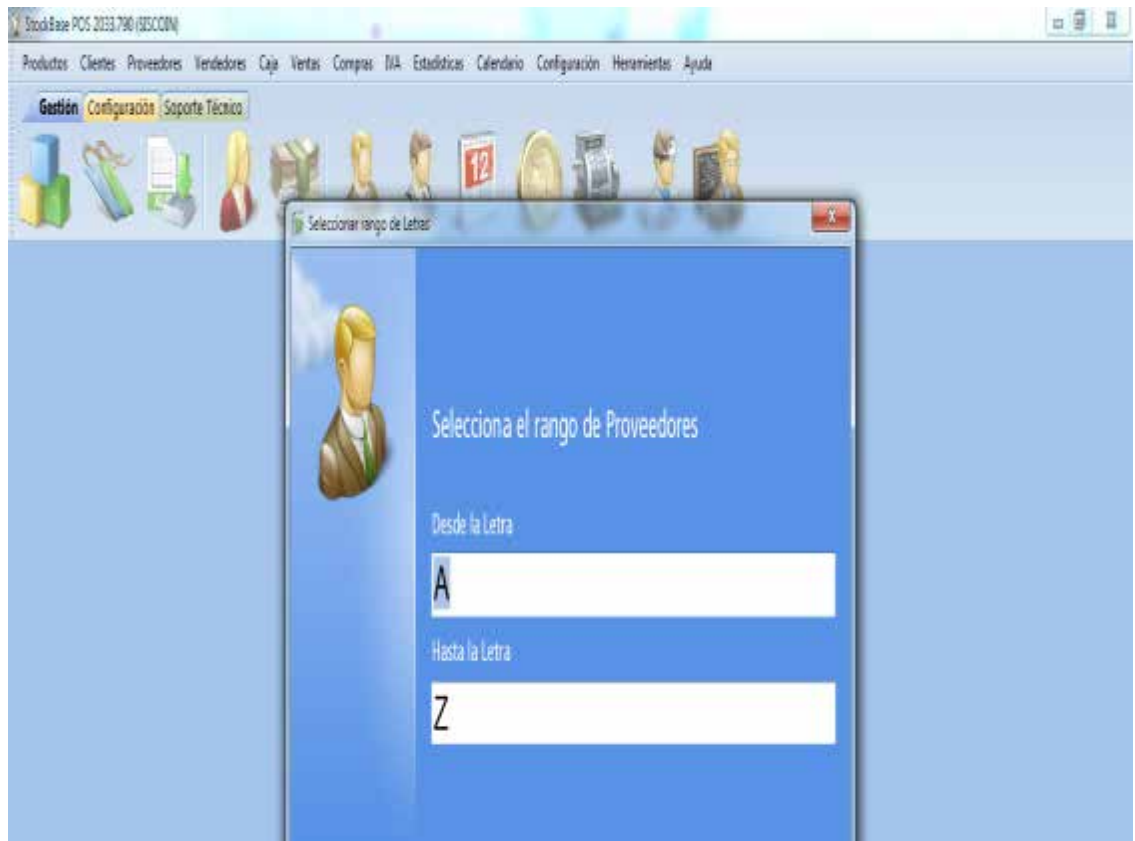 StockBase POS 2033.790 (SISCOIN)
Productos Clientes Proveedores Vendedores Caja Ventas Compras IVA Estadísticas Calendario Configuración Herramientas Ayuda
Gestión Configuración Soporte Técnico
12
Seleccionar rango de Letras
Selecciona el rango de Proveedores
Desde la Letra
A
Hasta la Letra
Z